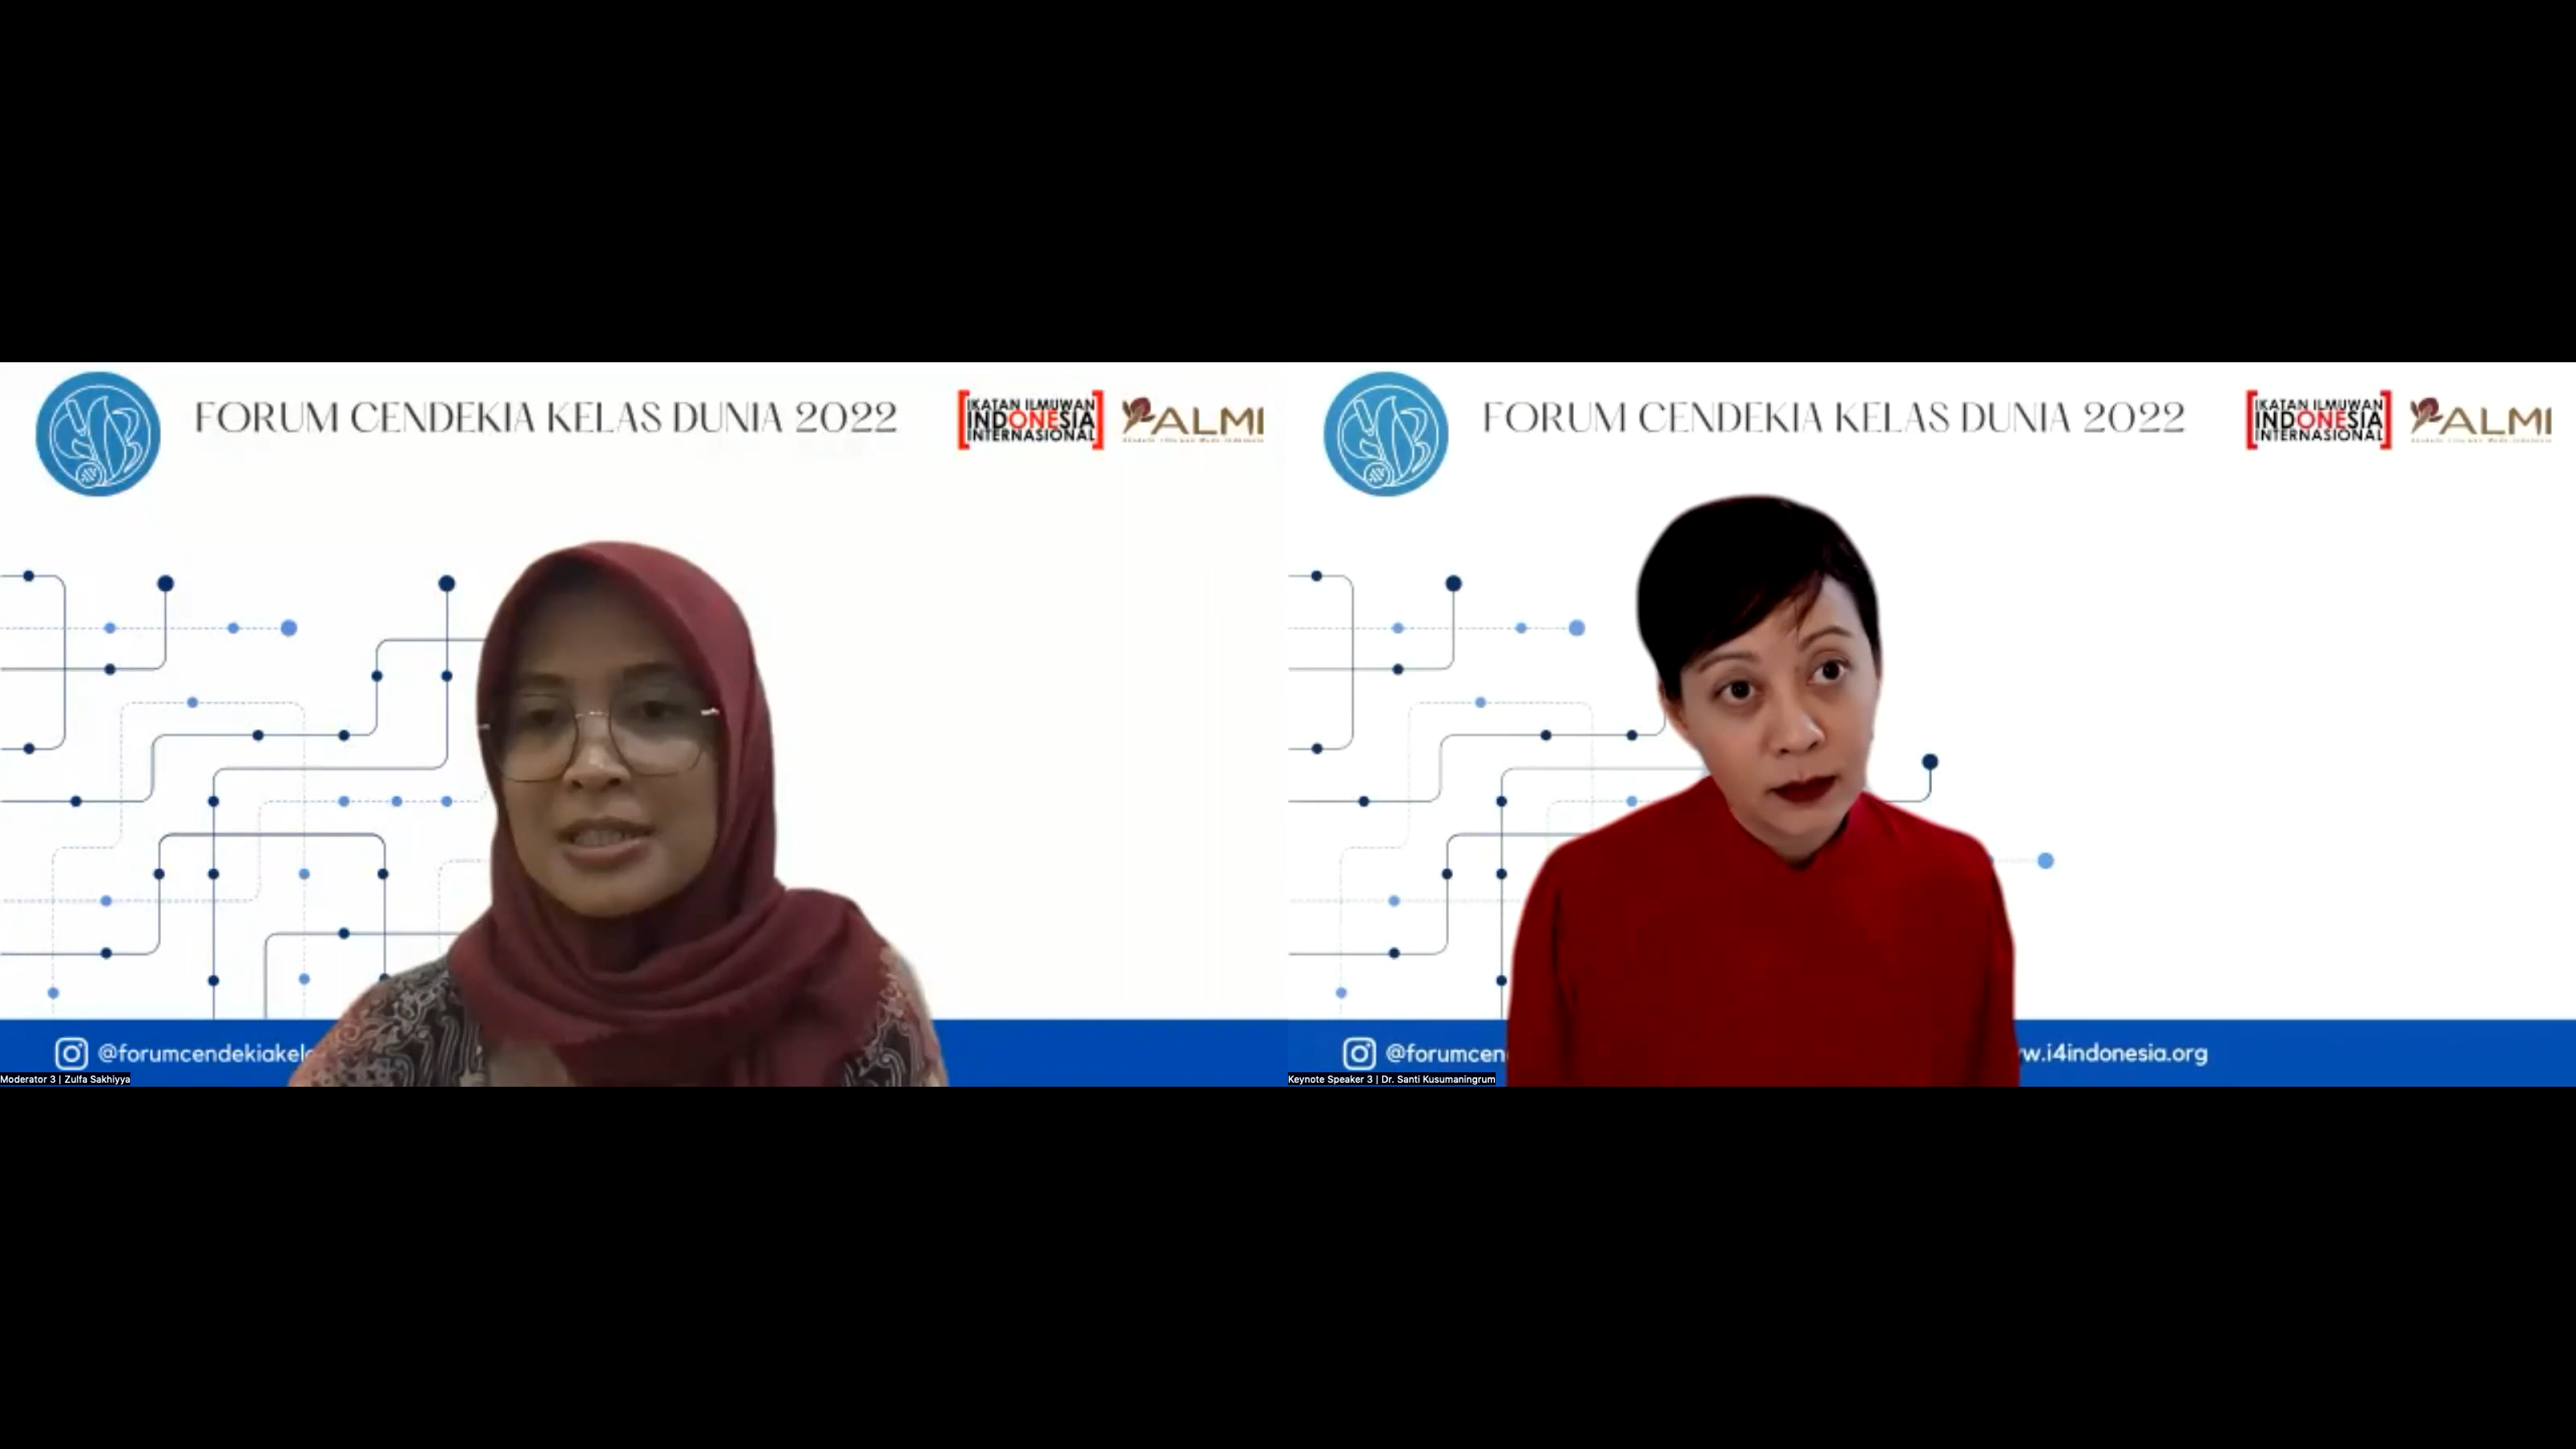 FORUM CENDEKIA KELAS DUNIA 2022
IKATAN ILMUWAN
INDONESIA
INTERNASIONAL
ALMI
@forumcendekiakel
Moderator 3 | Zulfa Sakhiyya
FORUM CENDEKIA KELAS DUNIA 2022
IKATAN ILMUWAN
INDONESIA
INTERNASIONAL
ALMI
@forumcen
w.i4indonesia.org
Keynote Speaker 3 | Dr. Santi Kusumaningrum